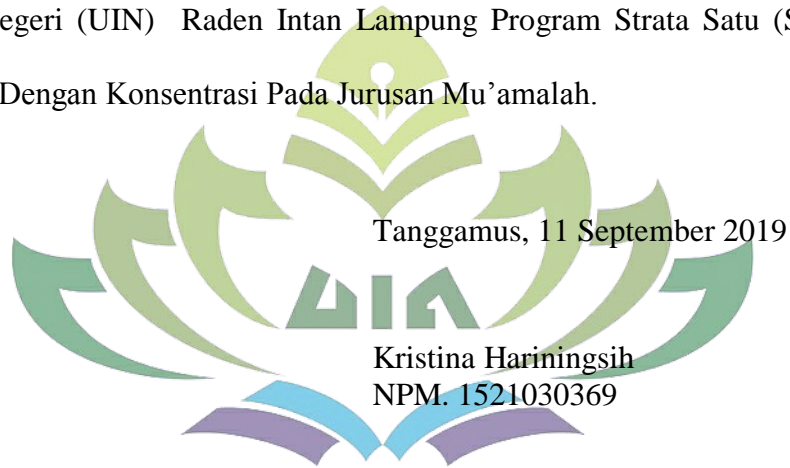 egeri (UIN) Raden Intan Lampung Program Strata Satu (S
Dengan Konsentrasi Pada Jurusan Mu’amalah.
Tanggamus, 11 September 2019
UIN
Kristina Hariningsih
NPM. 1521030369